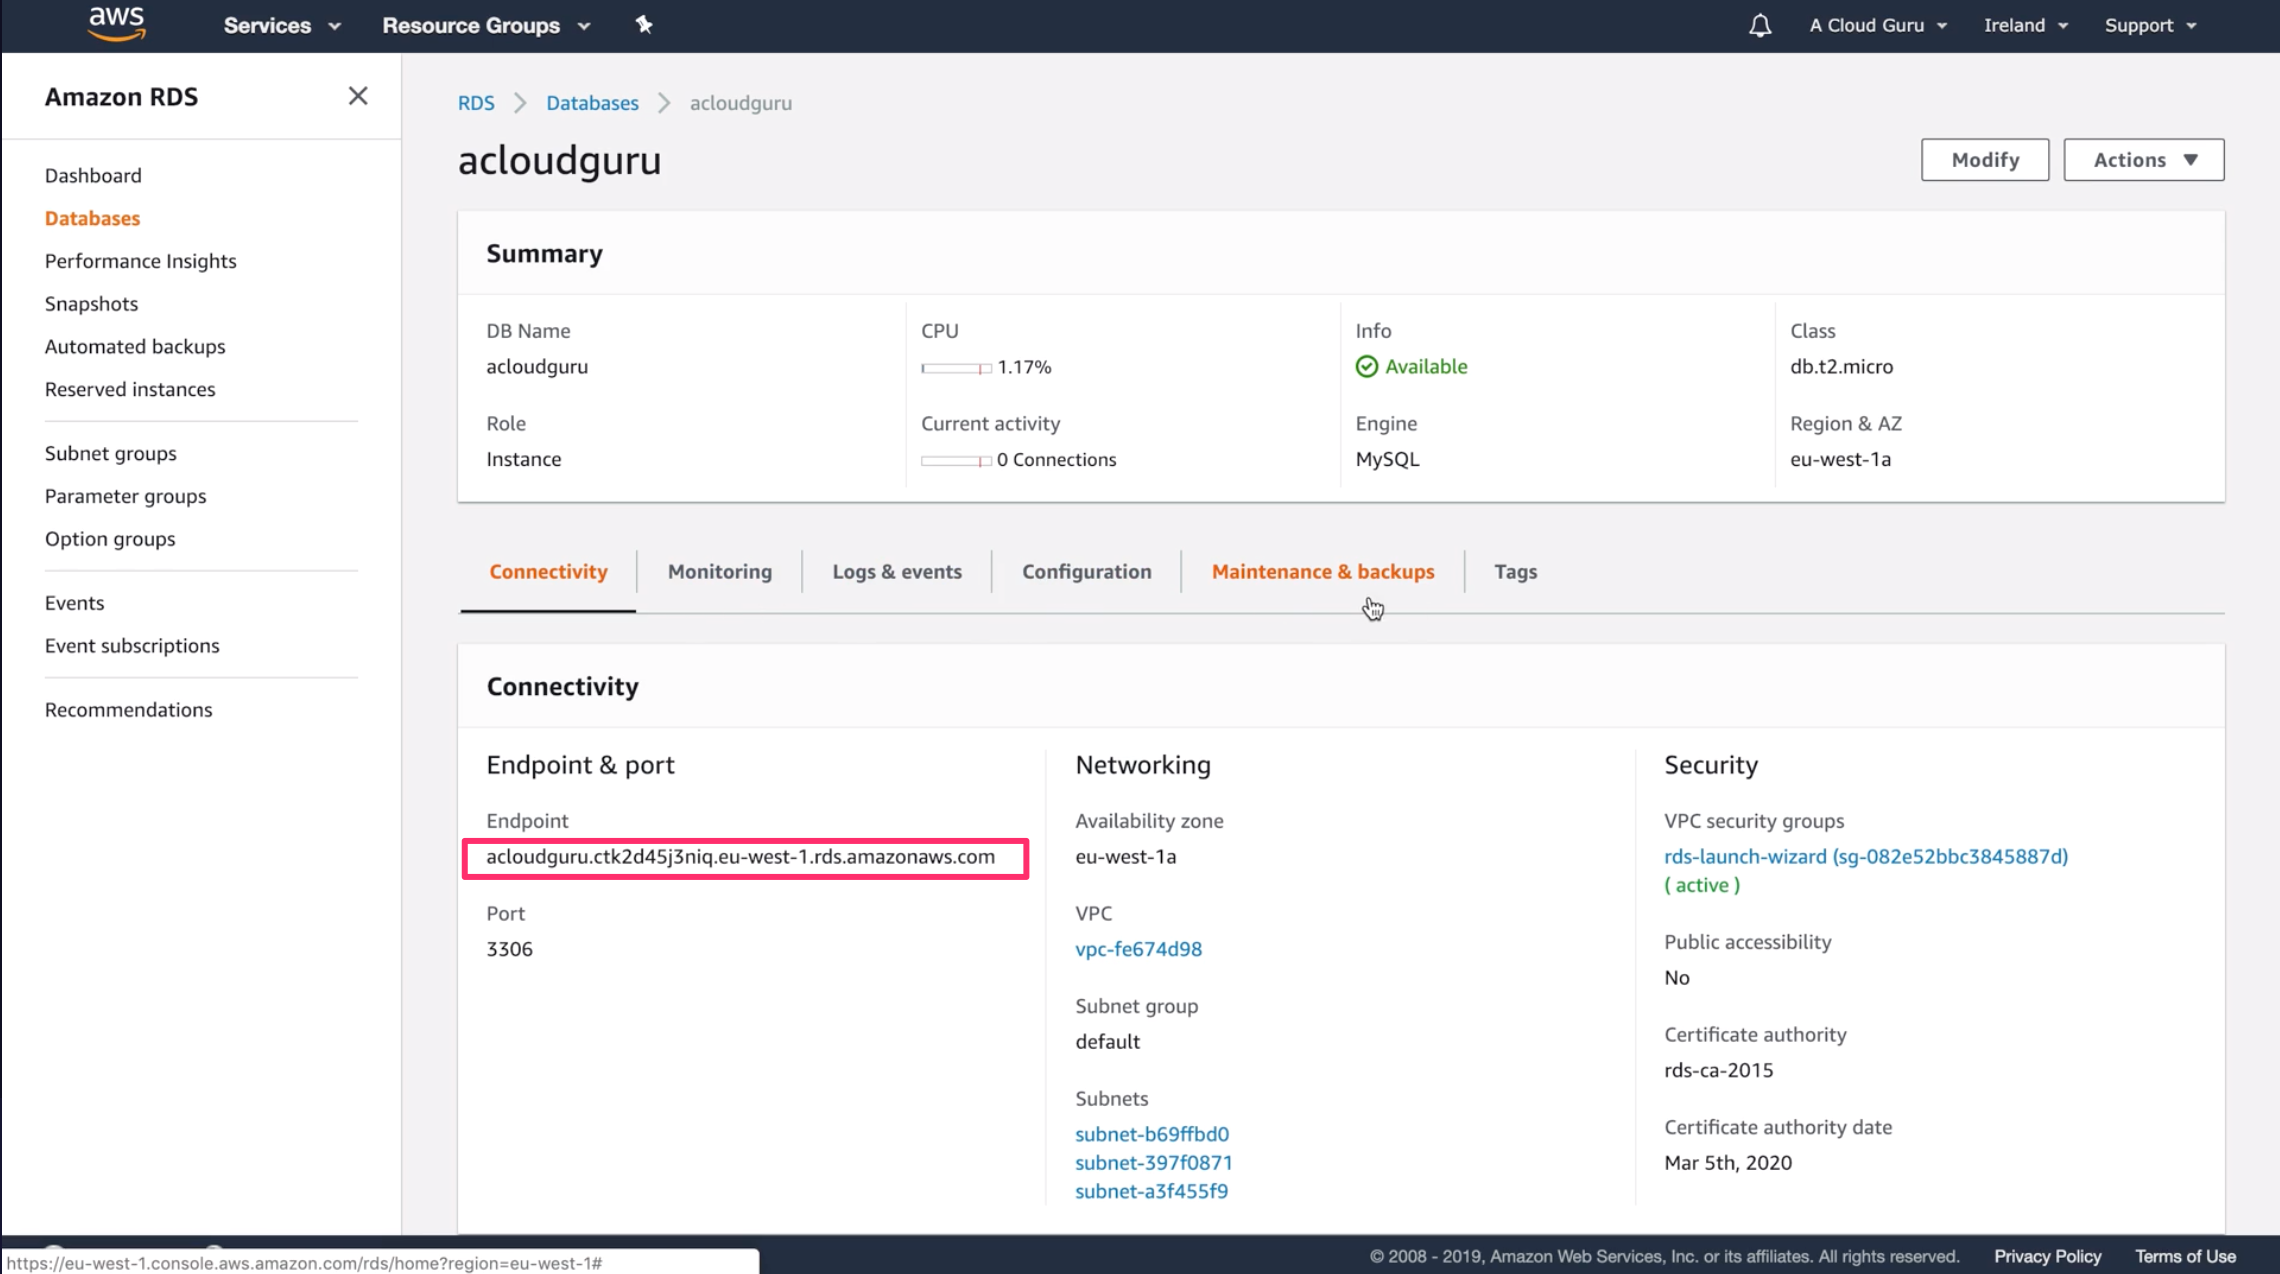 aws Services Resource Groups A Cloud Guru Ireland Support
Amazon RDS
Dashboard
Databases
Performance Insights
Snapshots
Automated backups
Reserved instances
Subnet groups
Parameter groups
Option groups
Events
Event subscriptions
Recommendations
RDS Databases acloudguru
acloudguru
Modify Actions
Summary
DB Name CPU Info Class
acloudguru 1.17% Available db.t2.micro
Role Current activity Engine Region & AZ
Instance 0 Connections MySQL eu-west-1a
Connectivity Monitoring Logs & events Configuration Maintenance & backups Tags
Connectivity
Endpoint & port
Endpoint
acloudguru.ctk2d45j3niq.eu-west-1.rds.amazonaws.com
Port
3306
Networking
Availability zone
eu-west-1a
VPC
vpc-fe674d98
Subnet group
default
Subnets
subnet-b69ffbd0
subnet-397f0871
subnet-a3f455f9
Security
VPC security groups
rds-launch-wizard (sg-082e52bbc3845887d)
( active )
Public accessibility
No
Certificate authority
rds-ca-2015
Certificate authority date
Mar 5th, 2020
https://eu-west-1.console.aws.amazon.com/rds/home?region=eu-west-1#
© 2008 - 2019, Amazon Web Services, Inc. or its affiliates. All rights reserved. Privacy Policy Terms of Use